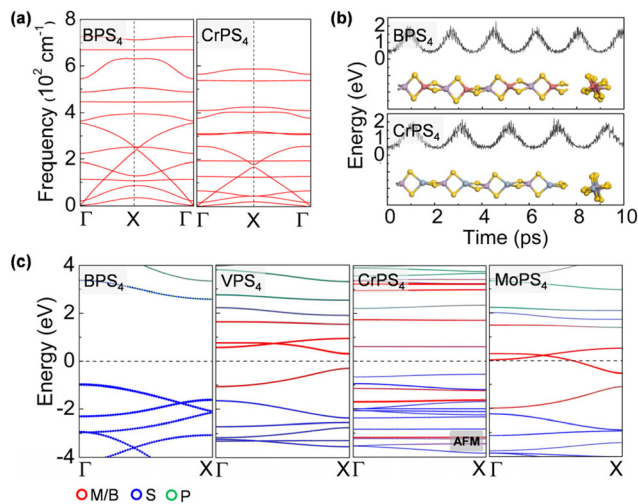 (a)
BPS4
CrPS4
Frequency (10² cm⁻¹)
8
6
4
2
0
Γ X Γ Γ X Γ
(b)
BPS4
Energy (eV)
2
1
0
CrPS4
2
1
0
0 2 4 6 8 10
Time (ps)
(c)
BPS4
VPS4
CrPS4
MoPS4
Energy (eV)
4
2
0
-2
-4
AFM
Γ X Γ X Γ X Γ X
M/B S P